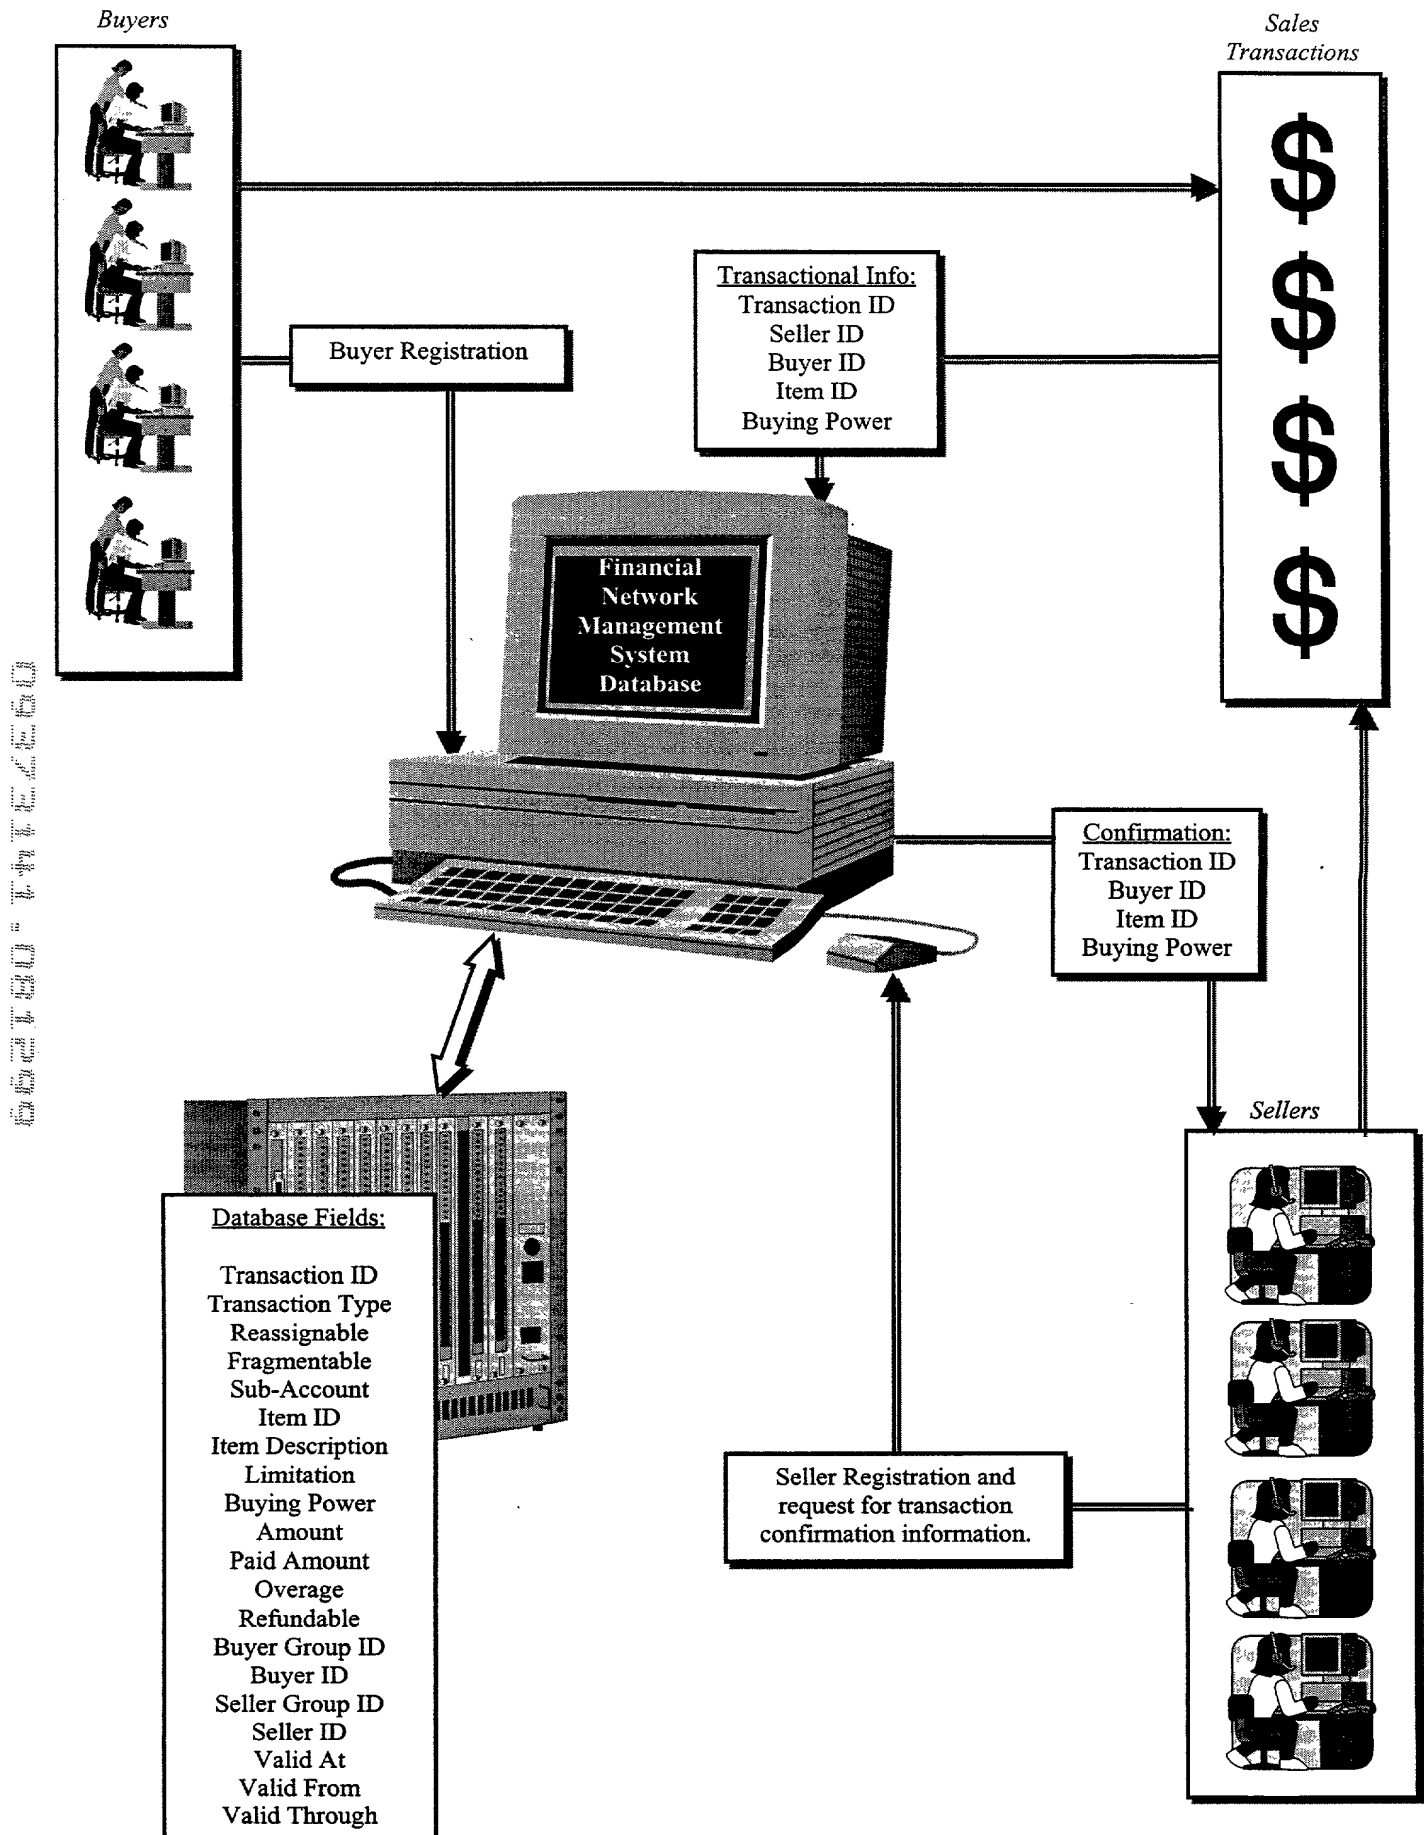 Buyers
Sales
Transactions
Transactional Info:
Transaction ID
Seller ID
Buyer ID
Item ID
Buying Power
Buyer Registration
Financial
Network
Management
System
Database
09373141.081299
Confirmation:
Transaction ID
Buyer ID
Item ID
Buying Power
Sellers
Database Fields:
Transaction ID
Transaction Type
Reassignable
Fragmentable
Sub-Account
Item ID
Item Description
Limitation
Buying Power
Amount
Paid Amount
Overage
Refundable
Buyer Group ID
Buyer ID
Seller Group ID
Seller ID
Valid At
Valid From
Valid Through
Seller Registration and
request for transaction
confirmation information.